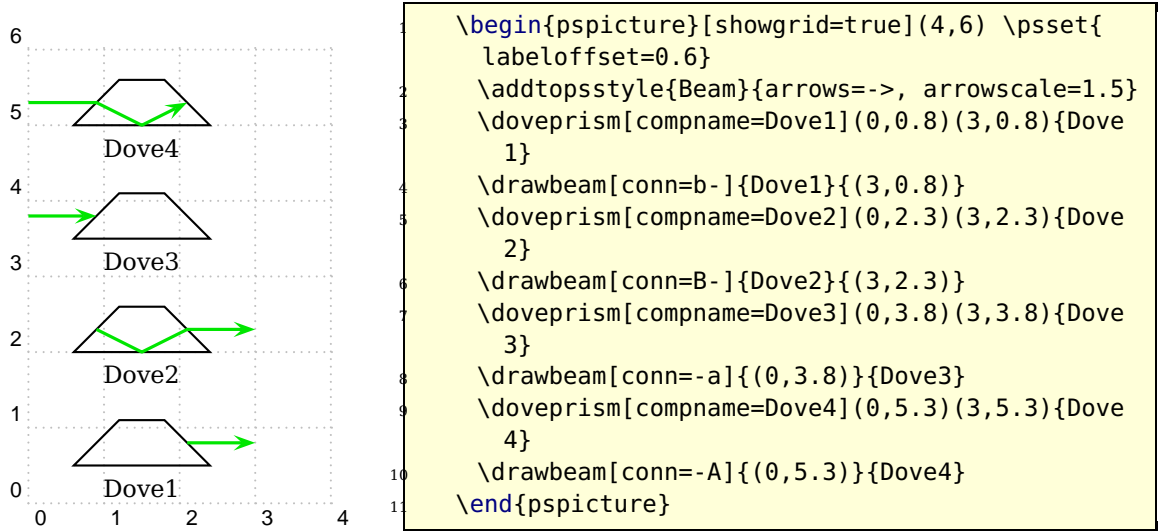 6
5
Dove4
4
Dove3
3
2
Dove2
1
Dove1
0
0 1 2 3 4
1 \begin{pspicture}[showgrid=true](4,6) \psset{
labeloffset=0.6}
2 \addtopsstyle{Beam}{arrows=->, arrowscale=1.5}
3 \doveprism[compname=Dove1](0,0.8)(3,0.8){Dove
1}
4 \drawbeam[conn=b-]{Dove1}{(3,0.8)}
5 \doveprism[compname=Dove2](0,2.3)(3,2.3){Dove
2}
6 \drawbeam[conn=B-]{Dove2}{(3,2.3)}
7 \doveprism[compname=Dove3](0,3.8)(3,3.8){Dove
3}
8 \drawbeam[conn=-a]{(0,3.8)}{Dove3}
9 \doveprism[compname=Dove4](0,5.3)(3,5.3){Dove
4}
10 \drawbeam[conn=-A]{(0,5.3)}{Dove4}
11 \end{pspicture}